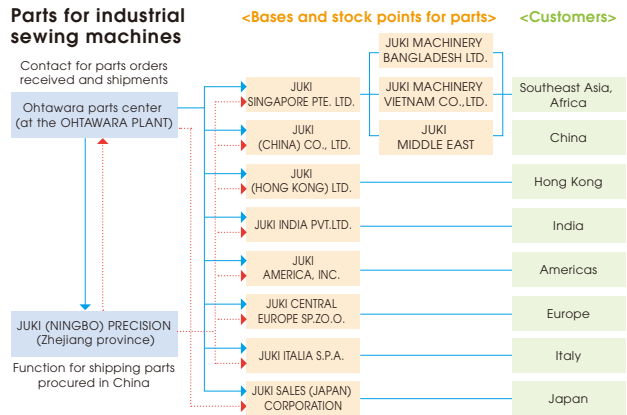 Parts for industrial
sewing machines
Contact for parts orders
received and shipments
Ohtawara parts center
(at the OHTAWARA PLANT)
JUKI (NINGBO) PRECISION
(Zhejiang province)
Function for shipping parts
procured in China
<Bases and stock points for parts>
JUKI
SINGAPORE PTE. LTD.
JUKI MACHINERY
BANGLADESH LTD.
JUKI MACHINERY
VIETNAM CO.,LTD.
JUKI
MIDDLE EAST
JUKI
(CHINA) CO., LTD.
JUKI
(HONG KONG) LTD.
JUKI INDIA PVT.LTD.
JUKI
AMERICA, INC.
JUKI CENTRAL
EUROPE SP.ZO.O.
JUKI ITALIA S.P.A.
JUKI SALES (JAPAN)
CORPORATION
<Customers>
Southeast Asia,
Africa
China
Hong Kong
India
Americas
Europe
Italy
Japan